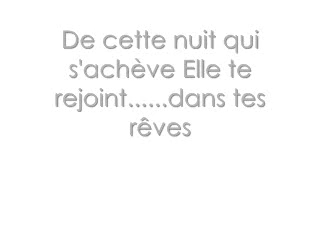 De cette nuit qui
s'achève Elle te
rejoint......dans tes
rêves